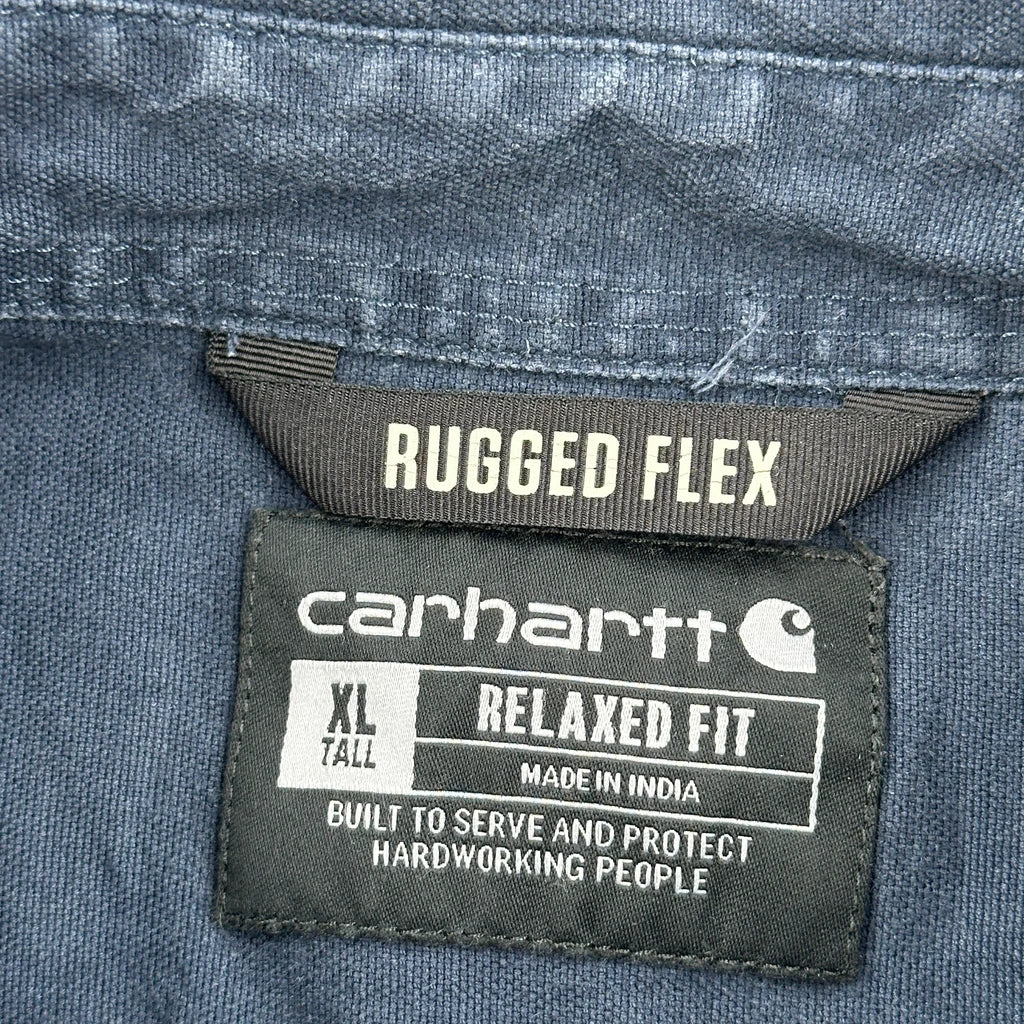 RUGGED FLEX
carhartt
XL
TALL
RELAXED FIT
MADE IN INDIA
BUILT TO SERVE AND PROTECT
HARDWORKING PEOPLE